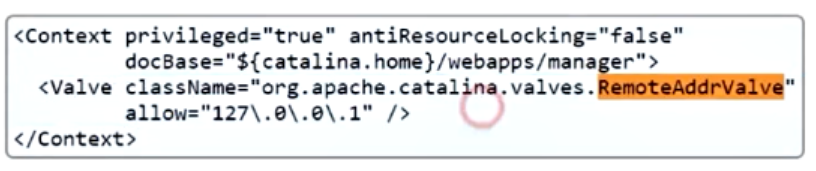 <Context privileged="true" antiResourceLocking="false"
docBase="${catalina.home}/webapps/manager">
<Valve className="org.apache.catalina.valves.RemoteAddrValve"
allow="127\.0\.0\.1" />
</Context>